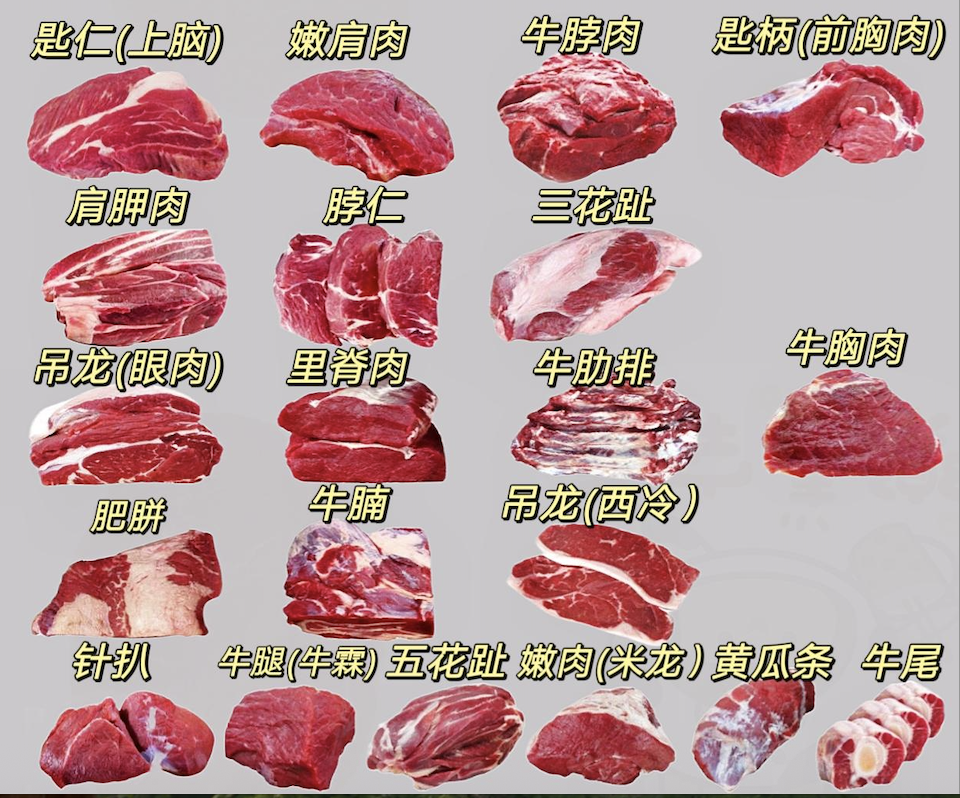 匙仁(上脑)
嫩肩肉
牛脖肉
匙柄(前胸肉)
肩胛肉
脖仁
三花趾
吊龙(眼肉)
里脊肉
牛肋排
牛胸肉
肥胼
牛腩
吊龙(西冷)
针扒
牛腿(牛霖)
五花趾
嫩肉(米龙)
黄瓜条
牛尾